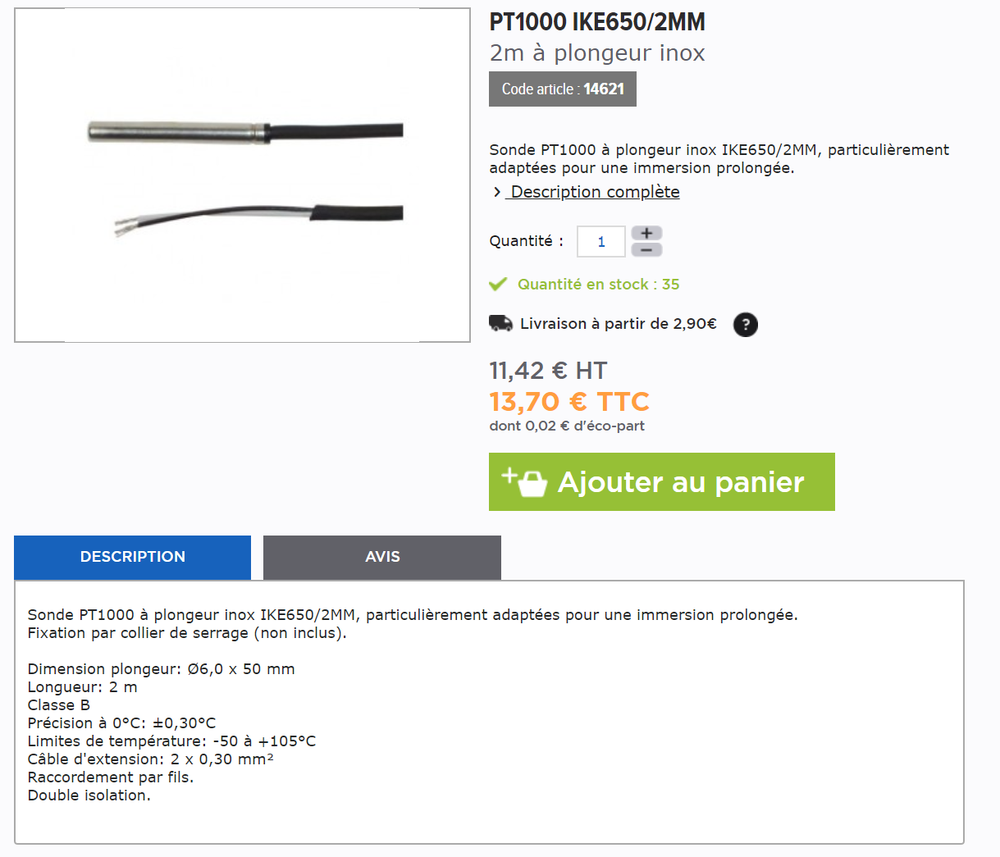 PT1000 IKE650/2MM
2m à plongeur inox
Code article : 14621
Sonde PT1000 à plongeur inox IKE650/2MM, particulièrement
adaptées pour une immersion prolongée.
Description complète
Quantité : 1 + −
Quantité en stock : 35
Livraison à partir de 2,90€ ?
11,42 € HT
13,70 € TTC
dont 0,02 € d'éco-part
+ Ajouter au panier
DESCRIPTION AVIS
Sonde PT1000 à plongeur inox IKE650/2MM, particulièrement adaptées pour une immersion prolongée.
Fixation par collier de serrage (non inclus).
Dimension plongeur: Ø6,0 x 50 mm
Longueur: 2 m
Classe B
Précision à 0°C: ±0,30°C
Limites de température: -50 à +105°C
Câble d'extension: 2 x 0,30 mm²
Raccordement par fils.
Double isolation.